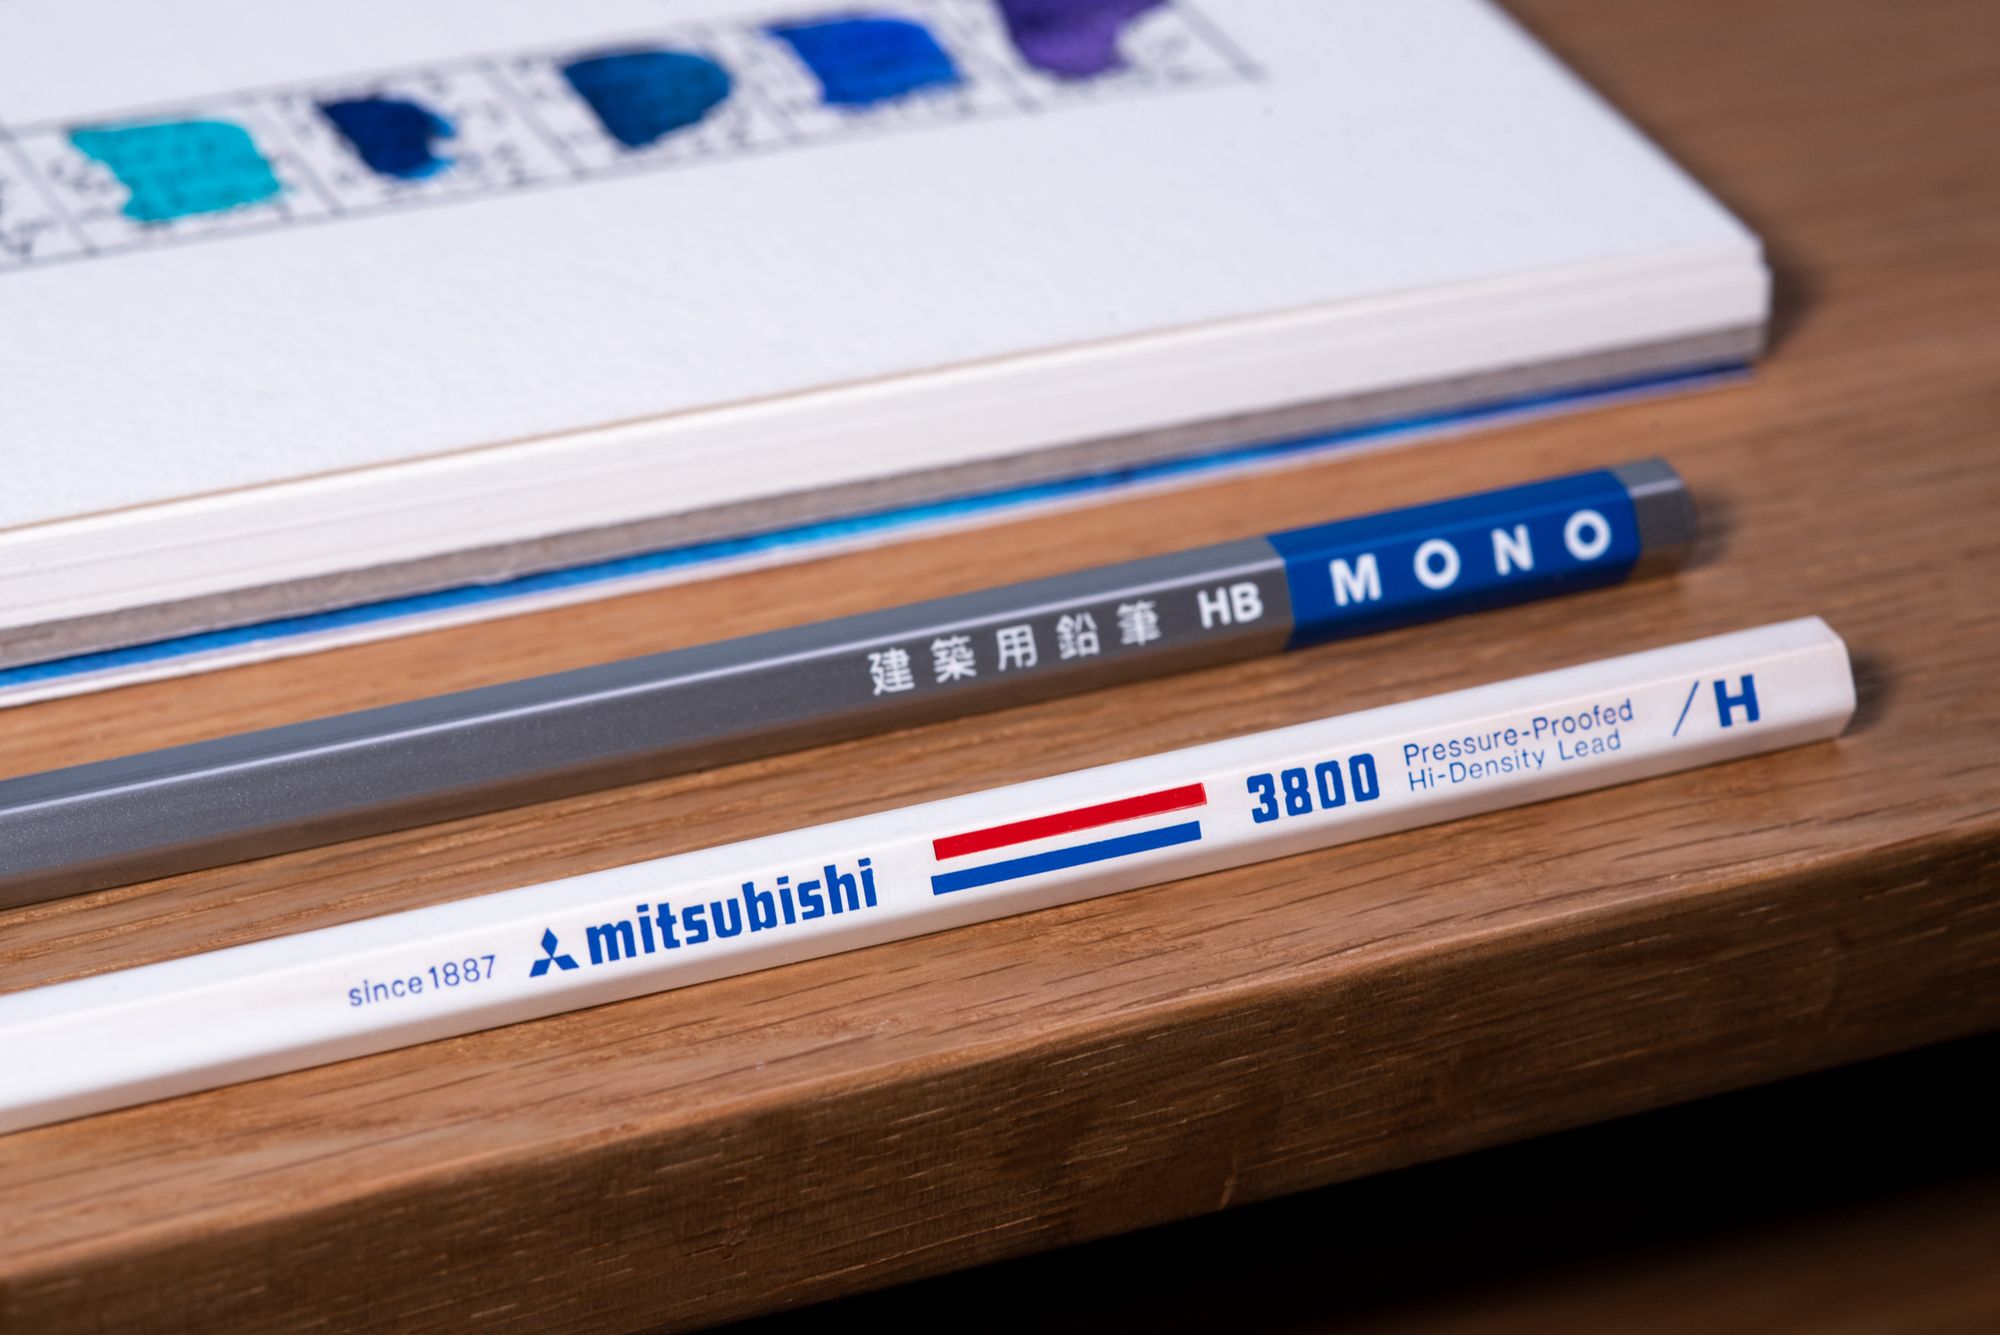 建築用鉛筆 HB MONO
since1887 mitsubishi 3800 Pressure-Proofed
Hi-Density Lead
/H